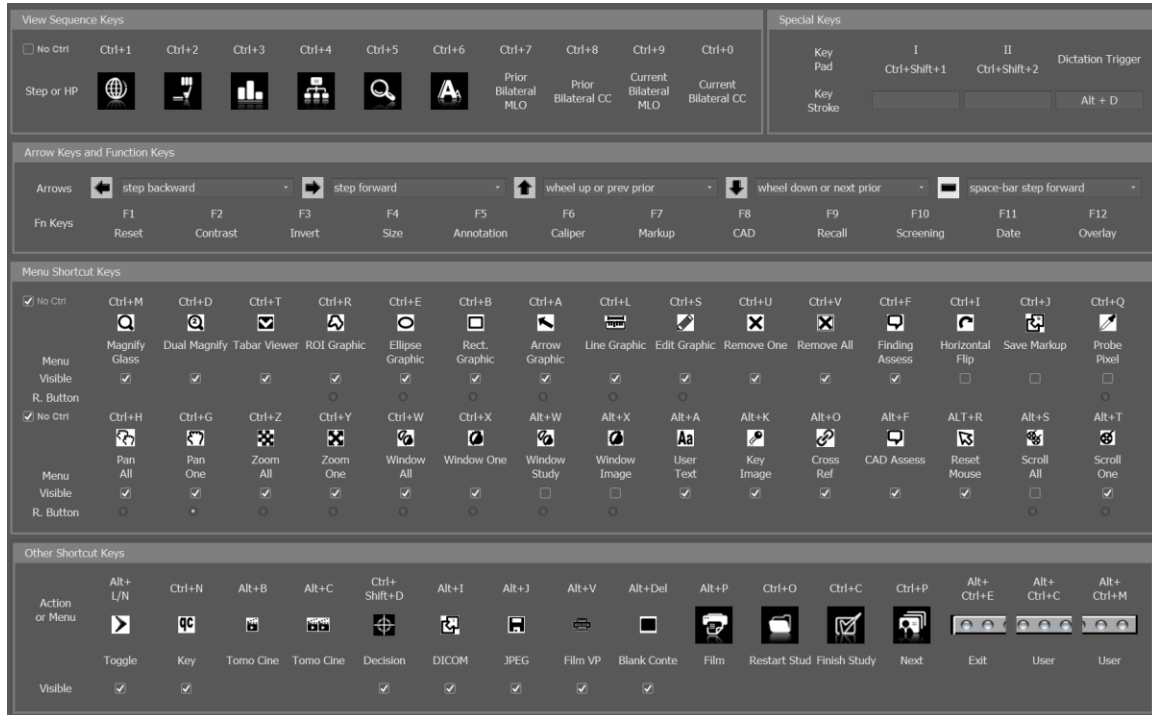 View Sequence Keys
Special Keys
No Ctrl Ctrl+1 Ctrl+2 Ctrl+3 Ctrl+4 Ctrl+5 Ctrl+6 Ctrl+7 Ctrl+8 Ctrl+9 Ctrl+0
Step or HP Prior Bilateral MLO Prior Bilateral CC Current Bilateral MLO Current Bilateral CC
Key Pad I Ctrl+Shift+1 II Ctrl+Shift+2 Dictation Trigger
Key Stroke Alt + D
Arrow Keys and Function Keys
Arrows step backward step forward wheel up or prev prior wheel down or next prior space-bar step forward
Fn Keys F1 F2 F3 F4 F5 F6 F7 F8 F9 F10 F11 F12
Reset Contrast Invert Size Annotation Caliper Markup CAD Recall Screening Date Overlay
Menu Shortcut Keys
No Ctrl Ctrl+M Ctrl+D Ctrl+T Ctrl+R Ctrl+E Ctrl+B Ctrl+A Ctrl+L Ctrl+S Ctrl+U Ctrl+V Ctrl+F Ctrl+I Ctrl+J Ctrl+Q
Menu Magnify Glass Dual Magnify Tabar Viewer ROI Graphic Ellipse Graphic Rect. Graphic Arrow Graphic Line Graphic Edit Graphic Remove One Remove All Finding Assess Horizontal Flip Save Markup Probe Pixel
Visible
R. Button
No Ctrl Ctrl+H Ctrl+G Ctrl+Z Ctrl+Y Ctrl+W Ctrl+X Alt+W Alt+X Alt+A Alt+K Alt+O Alt+F ALT+R Alt+S Alt+T
Aa
Menu Pan All Pan One Zoom All Zoom One Window All Window One Window Study Window Image User Text Key Image Cross Ref CAD Assess Reset Mouse Scroll All Scroll One
Visible
R. Button
Other Shortcut Keys
Action or Menu Alt+ L/N Ctrl+N Alt+B Alt+C Ctrl+ Shift+D Alt+I Alt+J Alt+V Alt+Del Alt+P Ctrl+O Ctrl+C Ctrl+P Alt+ Ctrl+E Alt+ Ctrl+C Alt+ Ctrl+M
qc
Toggle Key Tomo Cine Tomo Cine Decision DICOM JPEG Film VP Blank Conte Film Restart Stud Finish Study Next Exit User User
Visible